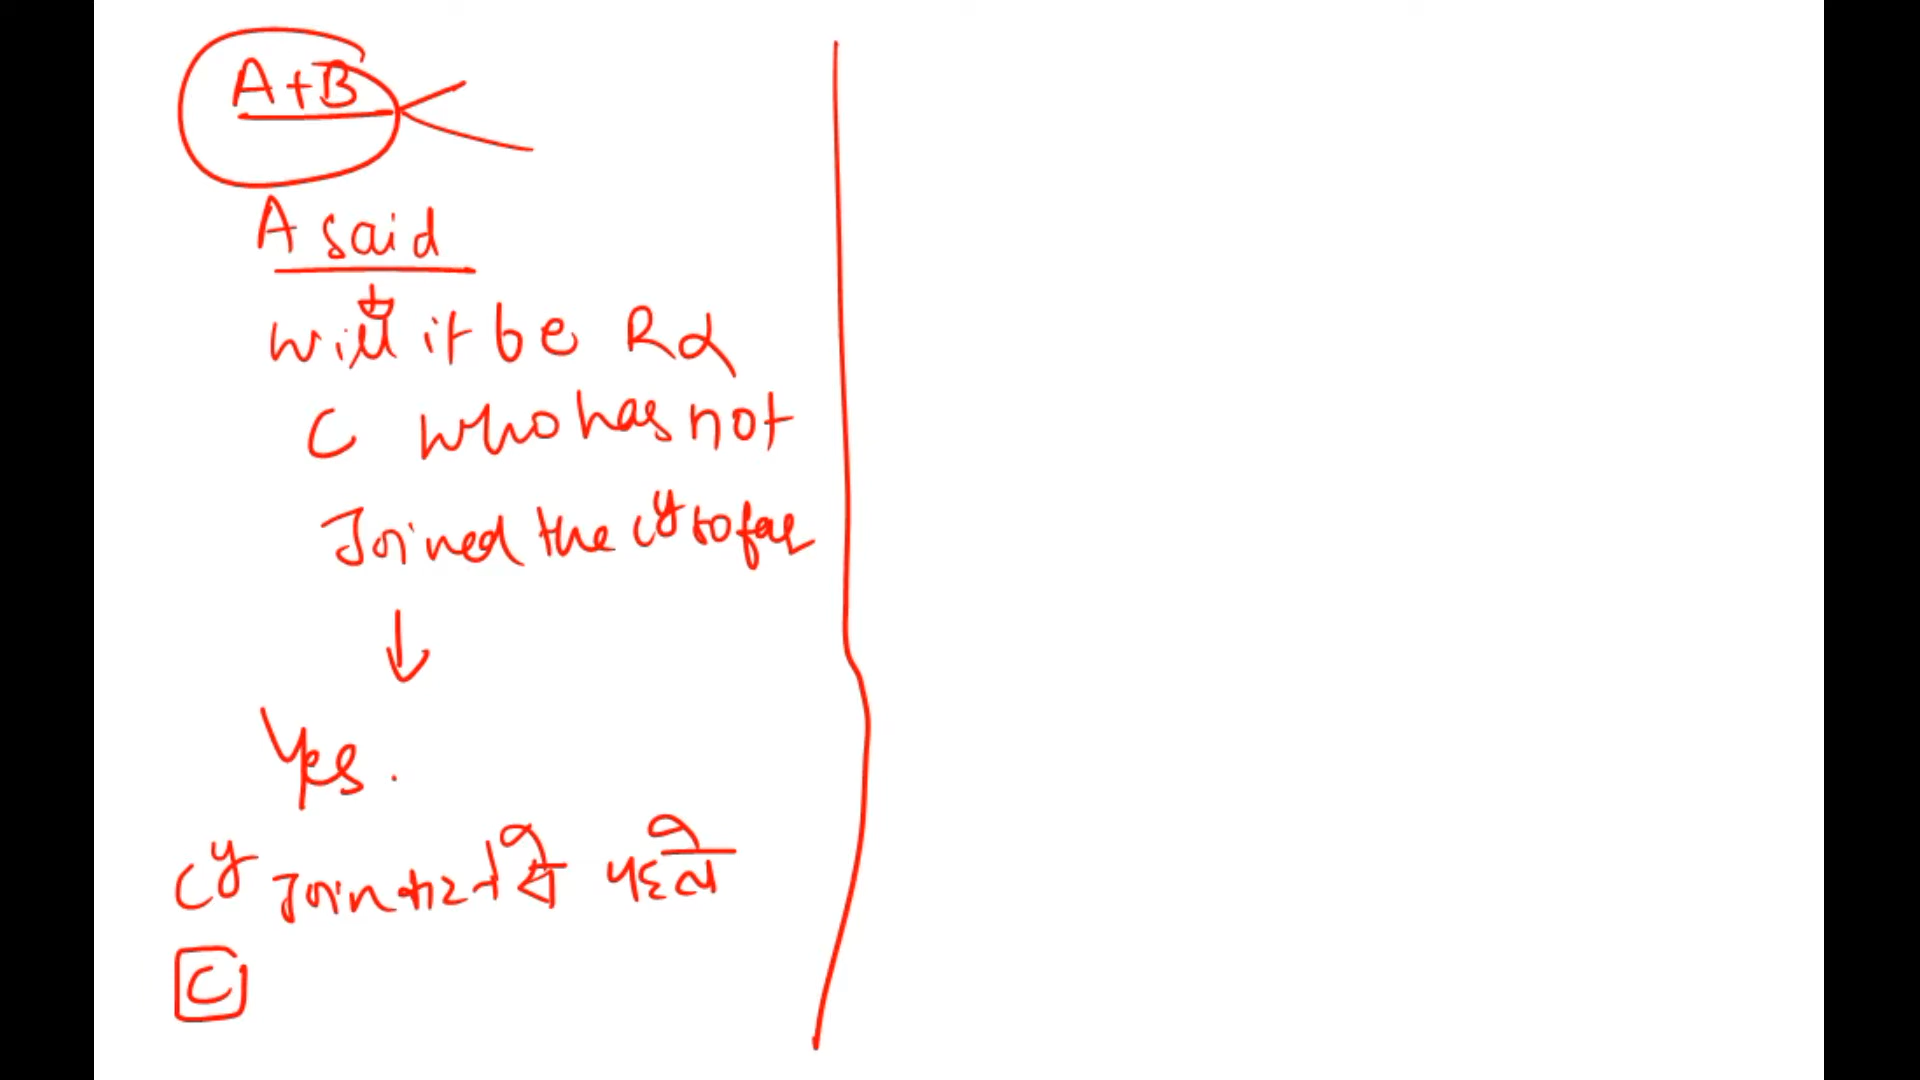 A+B
A said
will it be Rd
C who has not
Joined the cy so far
Yes.
cy Join करने से पहले
C